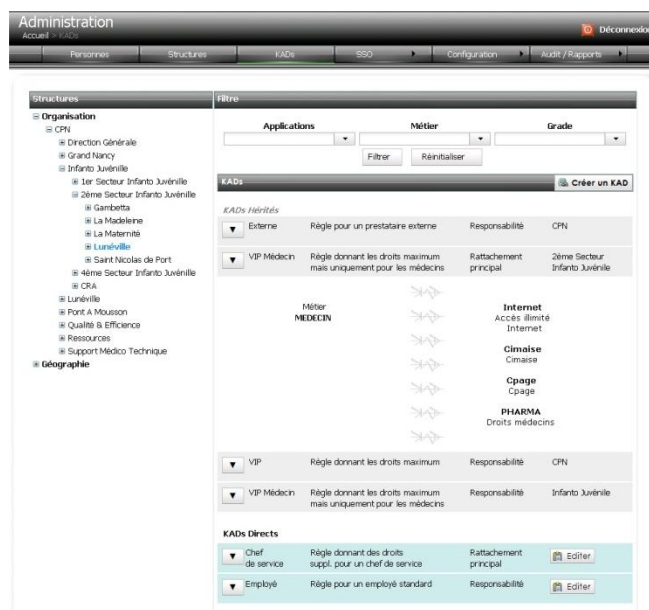 Administration
Accueil > KADs
Déconnexion
Personnes Structures KADs SSO Configuration Audit / Rapports
Structures
Organisation
CPN
Direction Générale
Grand Nancy
Infanto Juvénille
1er Secteur Infanto Juvénille
2ème Secteur Infanto Juvénille
Gambetta
La Madeleine
La Maternité
Lunéville
Saint Nicolas de Port
4ème Secteur Infanto Juvénille
CRA
Lunéville
Pont A Mousson
Qualité & Efficience
Ressources
Support Médico Technique
Géographie
Filtre
Applications Métier Grade
Filtrer Réinitialiser
KADs Créer un KAD
KADs Hérités
Externe Règle pour un prestataire externe Responsabilité CPN
VIP Médecin Règle donnant les droits maximum Rattachement 2ème Secteur
mais uniquement pour les médecins principal Infanto Juvénile
Métier
MEDECIN
Internet
Accès illimité
Internet
Cimaise
Cimaise
Cpage
Cpage
PHARMA
Droits médecins
VIP Règle donnant les droits maximum Responsabilité CPN
VIP Médecin Règle donnant les droits maximum Responsabilité Infanto Juvénile
mais uniquement pour les médecins
KADs Directs
Chef Règle donnant des droits Rattachement Editer
de service suppl. pour un chef de service principal
Employé Règle pour un employé standard Responsabilité Editer